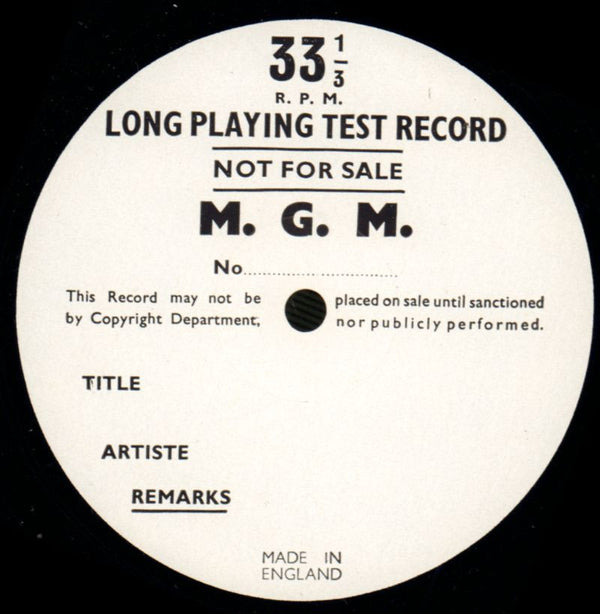 33 1/3
R. P. M.
LONG PLAYING TEST RECORD
NOT FOR SALE
M. G. M.
No..........................................
This Record may not be placed on sale until sanctioned
by Copyright Department, nor publicly performed.
TITLE
ARTISTE
REMARKS
MADE IN
ENGLAND